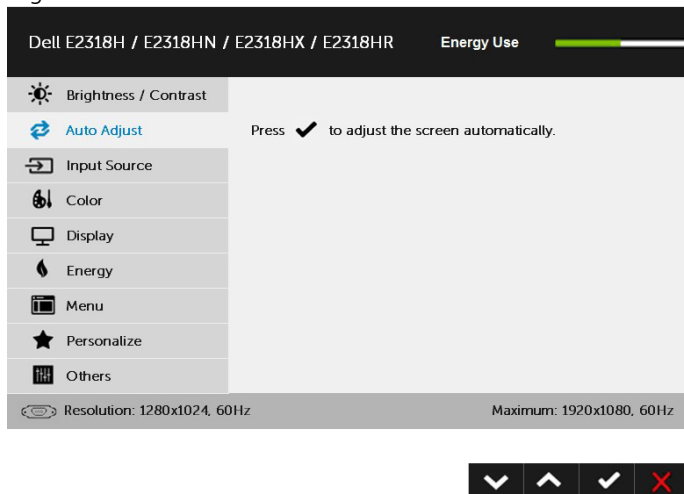 Dell E2318H / E2318HN / E2318HX / E2318HR Energy Use
Brightness / Contrast
Auto Adjust
Press to adjust the screen automatically.
Input Source
Color
Display
Energy
Menu
Personalize
Others
Resolution: 1280x1024, 60Hz Maximum: 1920x1080, 60Hz